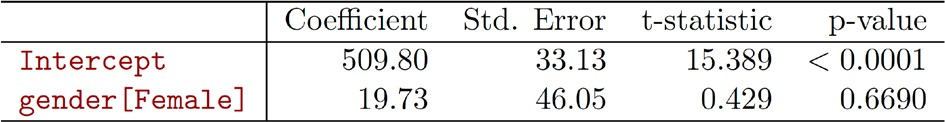 Coefficient Std. Error t-statistic p-value
Intercept 509.80 33.13 15.389 < 0.0001
gender[Female] 19.73 46.05 0.429 0.6690